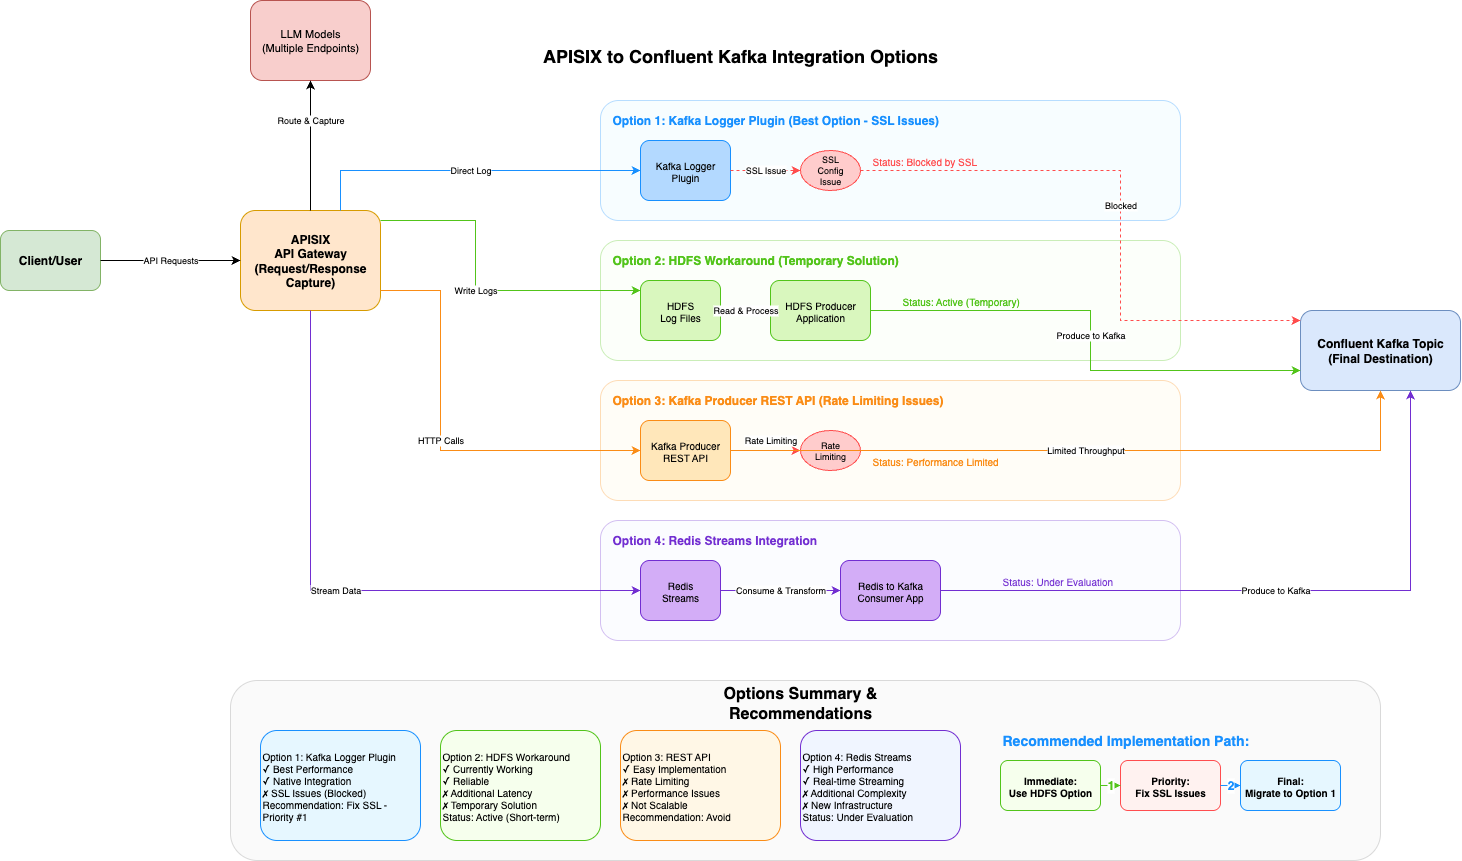 LLM Models
(Multiple Endpoints)
APISIX to Confluent Kafka Integration Options
Route & Capture
Option 1: Kafka Logger Plugin (Best Option - SSL Issues)
Direct Log
Kafka Logger
Plugin
SSL Issue
SSL
Config
Issue
Status: Blocked by SSL
Blocked
Client/User
API Requests
APISIX
API Gateway
(Request/Response
Capture)
Option 2: HDFS Workaround (Temporary Solution)
Write Logs
HDFS
Log Files
Read & Process
HDFS Producer
Application
Status: Active (Temporary)
Produce to Kafka
Confluent Kafka Topic
(Final Destination)
Option 3: Kafka Producer REST API (Rate Limiting Issues)
HTTP Calls
Kafka Producer
REST API
Rate Limiting
Rate
Limiting
Status: Performance Limited
Limited Throughput
Option 4: Redis Streams Integration
Stream Data
Redis
Streams
Consume & Transform
Redis to Kafka
Consumer App
Status: Under Evaluation
Produce to Kafka
Options Summary &
Recommendations
Option 1: Kafka Logger Plugin
✓ Best Performance
✓ Native Integration
✗ SSL Issues (Blocked)
Recommendation: Fix SSL -
Priority #1
Option 2: HDFS Workaround
✓ Currently Working
✓ Reliable
✗ Additional Latency
✗ Temporary Solution
Status: Active (Short-term)
Option 3: REST API
✓ Easy Implementation
✗ Rate Limiting
✗ Performance Issues
✗ Not Scalable
Recommendation: Avoid
Option 4: Redis Streams
✓ High Performance
✓ Real-time Streaming
✗ Additional Complexity
✗ New Infrastructure
Status: Under Evaluation
Recommended Implementation Path:
Immediate:
Use HDFS Option
1
Priority:
Fix SSL Issues
2
Final:
Migrate to Option 1